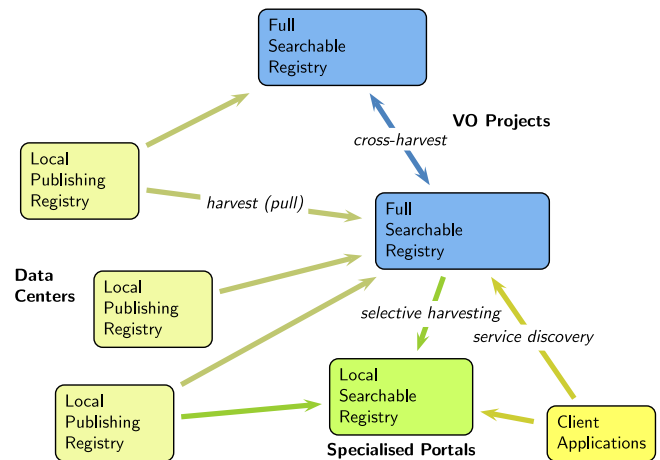 Full
Searchable
Registry
VO Projects
cross-harvest
Local
Publishing
Registry
harvest (pull)
Full
Searchable
Registry
Data
Centers
Local
Publishing
Registry
selective harvesting
service discovery
Local
Searchable
Registry
Local
Publishing
Registry
Client
Applications
Specialised Portals